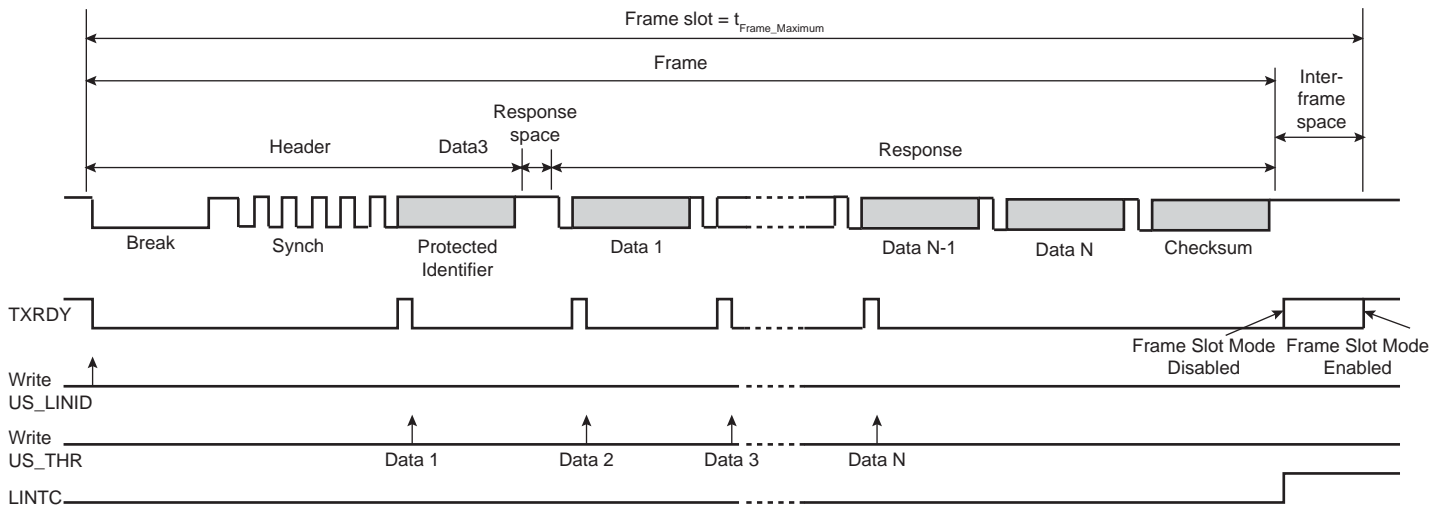 Frame slot = tFrame_Maximum
Frame
Inter-
frame
space
Response
space
Header
Data3
Response
Break
Synch
Protected
Identifier
Data 1
Data N-1
Data N
Checksum
TXRDY
Frame Slot Mode
Disabled
Frame Slot Mode
Enabled
Write
US_LINID
Write
US_THR
Data 1
Data 2
Data 3
Data N
LINTC